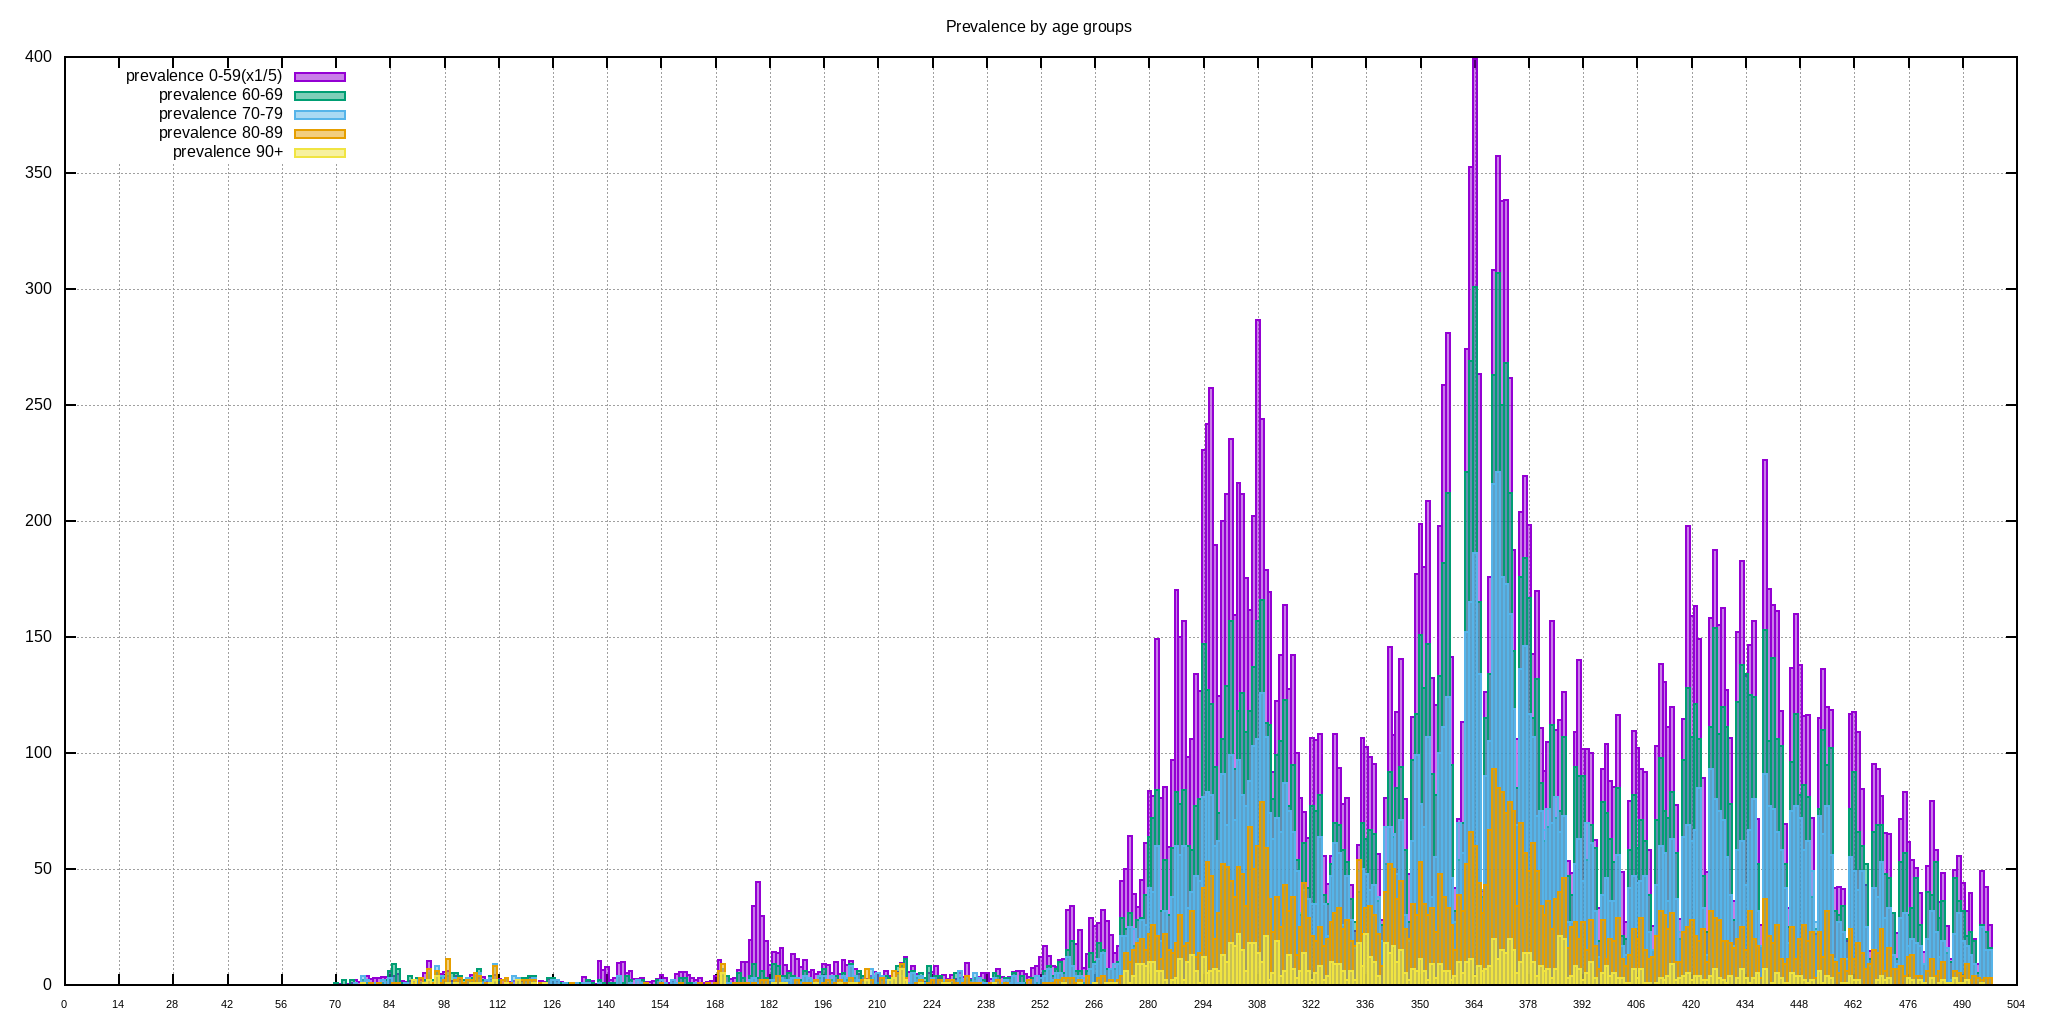 Prevalence by age groups
400
350
300
250
200
150
100
50
0
prevalence 0-59(x1/5)
prevalence 60-69
prevalence 70-79
prevalence 80-89
prevalence 90+
0 14 28 42 56 70 84 98 112 126 140 154 168 182 196 210 224 238 252 266 280 294 308 322 336 350 364 378 392 406 420 434 448 462 476 490 504